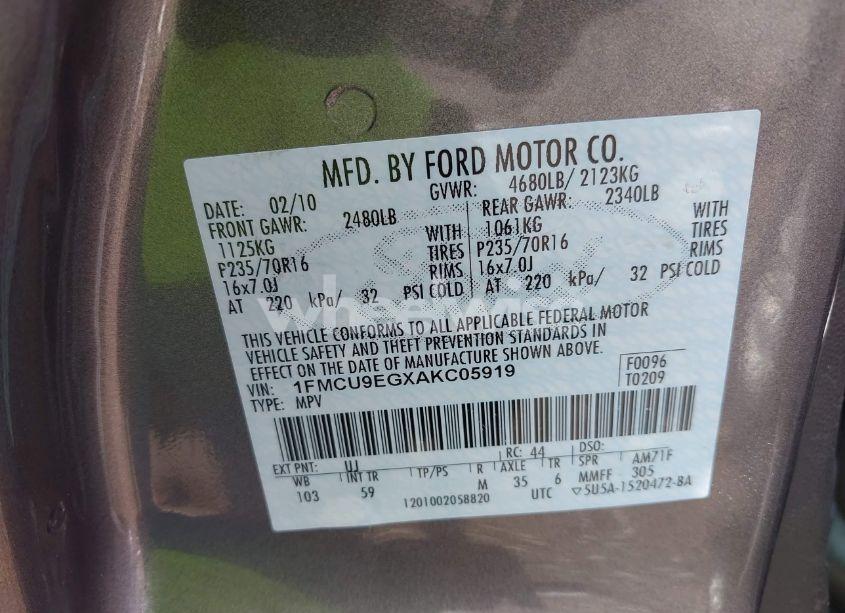 MFD. BY FORD MOTOR CO.
DATE: 02/10
GVWR: 4680LB/ 2123KG
FRONT GAWR: 2480LB
1125KG WITH
P235/70R16 TIRES
16x7.0J RIMS
AT 220 kPa/ 32 PSI COLD
REAR GAWR: 2340LB
1061KG WITH
P235/70R16 TIRES
16x7.0J RIMS
AT 220 kPa/ 32 PSI COLD
THIS VEHICLE CONFORMS TO ALL APPLICABLE FEDERAL MOTOR
VEHICLE SAFETY AND THEFT PREVENTION STANDARDS IN
EFFECT ON THE DATE OF MANUFACTURE SHOWN ABOVE.
VIN: 1FMCU9EGXAKC05919
TYPE: MPV
F0096
T0209
EXT PNT: UJ RC: 44 DSO:
WB INT TR TP/PS R AXLE TR SPR AM71F
103 59 M 35 6 MMFF 305
1201002058820 UTC ▽5U5A-1520472-BA